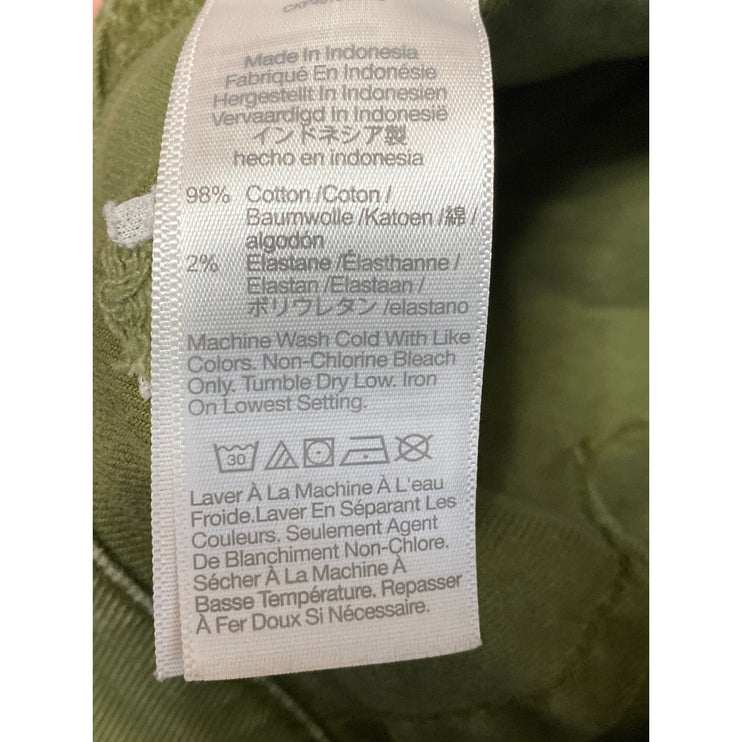 Made In Indonesia
Fabriqué En Indonésie
Hergestellt In Indonesien
Vervaardigd In Indonesië
インドネシア製
hecho en indonesia
98% Cotton /Coton /
Baumwolle /Katoen /綿 /
algodón
2% Elastane /Élasthanne /
Elastan /Elastaan /
ポリウレタン /elastano
Machine Wash Cold With Like
Colors. Non-Chlorine Bleach
Only. Tumble Dry Low. Iron
On Lowest Setting.
30
Laver À La Machine À L'eau
Froide.Laver En Séparant Les
Couleurs. Seulement Agent
De Blanchiment Non-Chlore.
Sécher À La Machine À
Basse Température. Repasser
À Fer Doux Si Nécessaire.